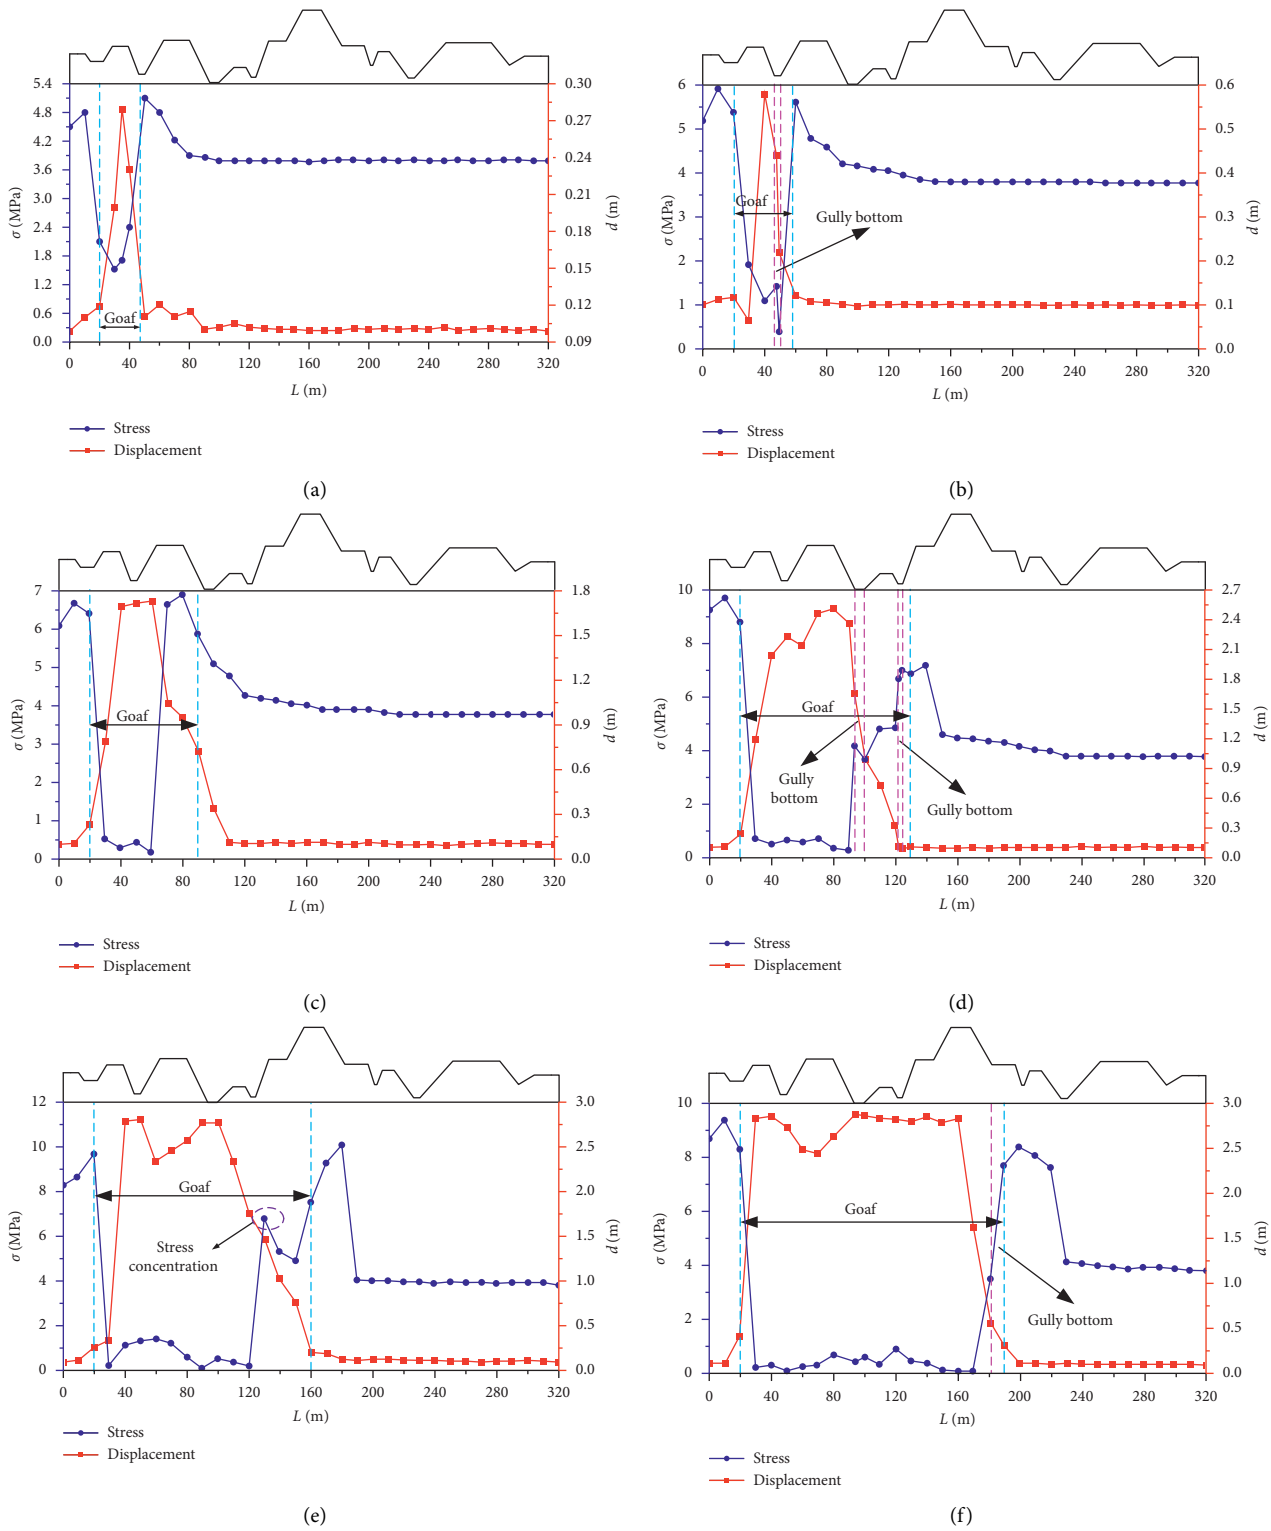 5.4
4.8
4.2
3.6
3.0
2.4
1.8
1.2
0.6
0.0
σ (MPa)
0.30
0.27
0.24
0.21
0.18
0.15
0.12
0.09
d (m)
Goaf
0 40 80 120 160 200 240 280 320
L (m)
Stress
Displacement
(a)
6
5
4
3
2
1
0
σ (MPa)
0.6
0.5
0.4
0.3
0.2
0.1
0.0
d (m)
Goaf
Gully bottom
0 40 80 120 160 200 240 280 320
L (m)
Stress
Displacement
(b)
7
6
5
4
3
2
1
0
σ (MPa)
1.8
1.5
1.2
0.9
0.6
0.3
0.0
d (m)
Goaf
0 40 80 120 160 200 240 280 320
L (m)
Stress
Displacement
(c)
10
8
6
4
2
0
σ (MPa)
2.7
2.4
2.1
1.8
1.5
1.2
0.9
0.6
0.3
0.0
d (m)
Goaf
Gully
bottom
Gully bottom
0 40 80 120 160 200 240 280 320
L (m)
Stress
Displacement
(d)
12
10
8
6
4
2
0
σ (MPa)
3.0
2.5
2.0
1.5
1.0
0.5
0.0
d (m)
Goaf
Stress
concentration
0 40 80 120 160 200 240 280 320
L (m)
Stress
Displacement
(e)
10
8
6
4
2
0
σ (MPa)
3.0
2.5
2.0
1.5
1.0
0.5
0.0
d (m)
Goaf
Gully bottom
0 40 80 120 160 200 240 280 320
L (m)
Stress
Displacement
(f)